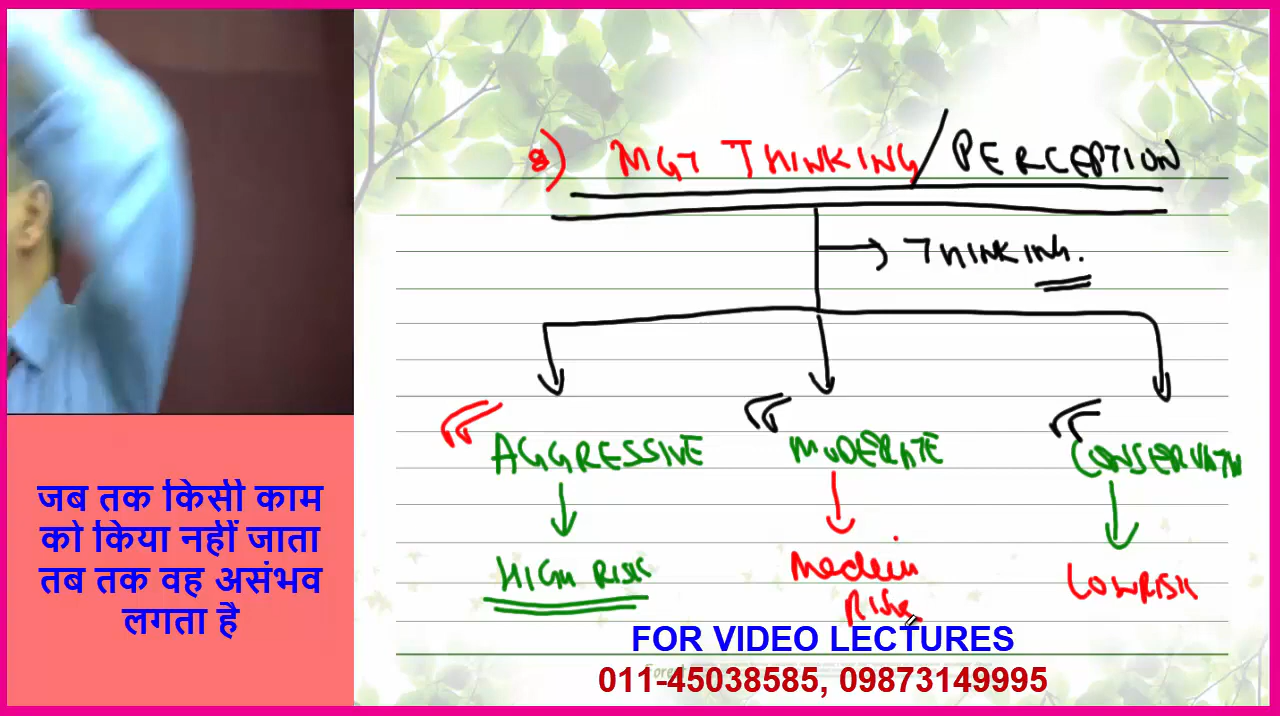 8) MGT THINKING/PERCEPTION
THINKING.
AGGRESSIVE
MODERATE
HIGH RISK
Medium
Risk
LOW RISK
जब तक किसी काम
को किया नहीं जाता
तब तक वह असंभव
लगता है
FOR VIDEO LECTURES
011-45038585, 09873149995